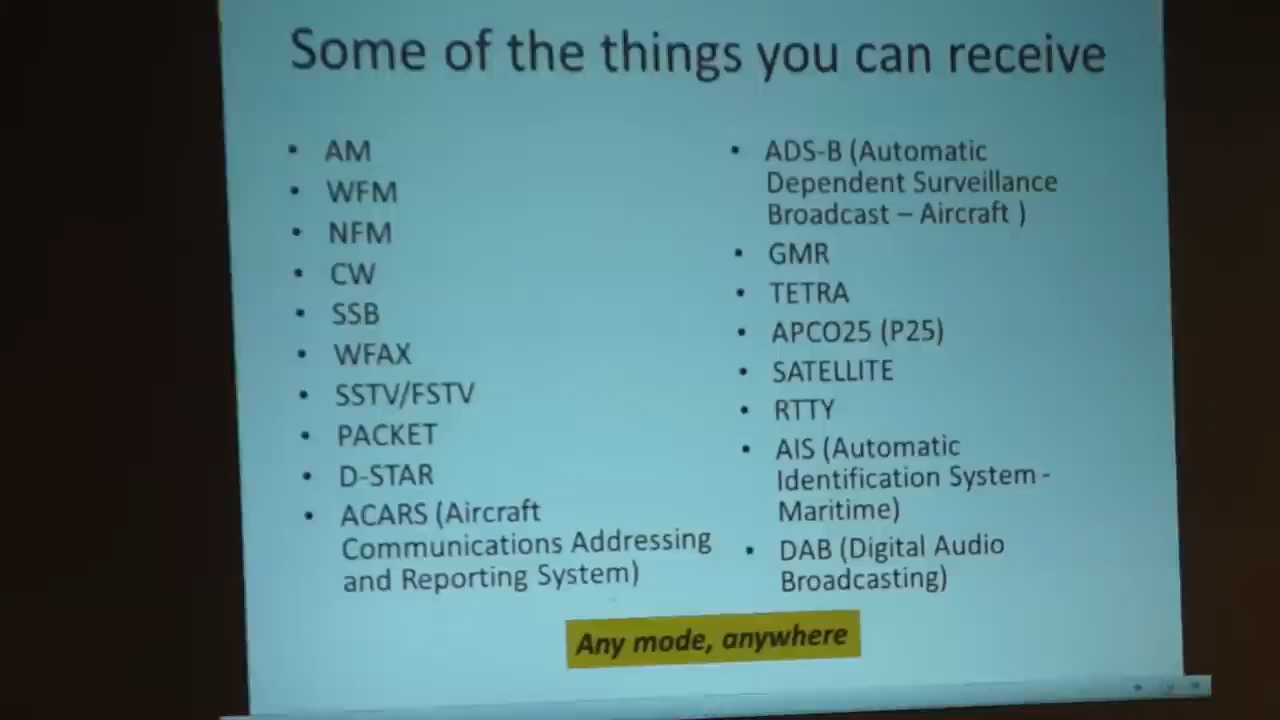 Some of the things you can receive
• AM
• WFM
• NFM
• CW
• SSB
• WFAX
• SSTV/FSTV
• PACKET
• D-STAR
• ACARS (Aircraft
Communications Addressing
and Reporting System)
• ADS-B (Automatic
Dependent Surveillance
Broadcast – Aircraft )
• GMR
• TETRA
• APCO25 (P25)
• SATELLITE
• RTTY
• AIS (Automatic
Identification System -
Maritime)
• DAB (Digital Audio
Broadcasting)
Any mode, anywhere